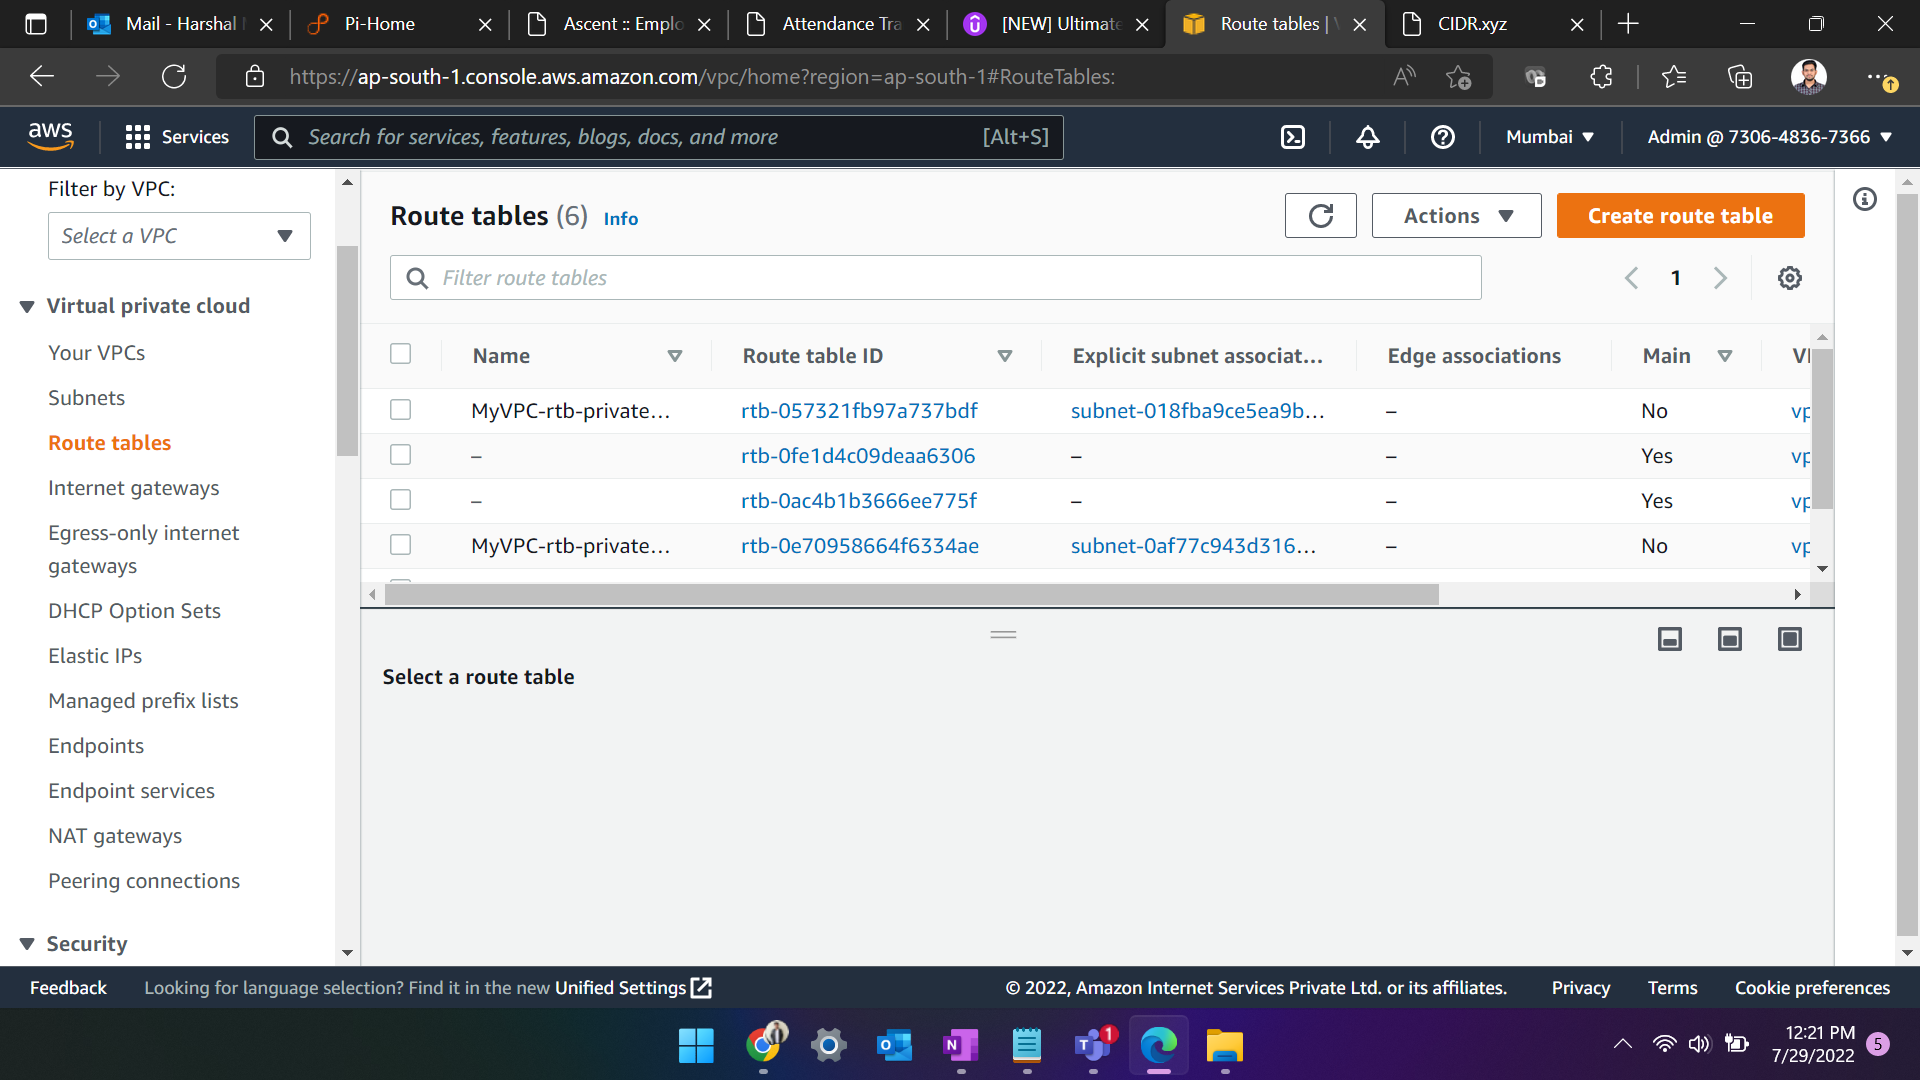 Mail - Harshal
Pi-Home
Ascent :: Emplo
Attendance Tra
[NEW] Ultimate
Route tables |
CIDR.xyz
https://ap-south-1.console.aws.amazon.com/vpc/home?region=ap-south-1#RouteTables:
aws
Services
Search for services, features, blogs, docs, and more
[Alt+S]
Mumbai
Admin @ 7306-4836-7366
Filter by VPC:
Select a VPC
Virtual private cloud
Your VPCs
Subnets
Route tables
Internet gateways
Egress-only internet
gateways
DHCP Option Sets
Elastic IPs
Managed prefix lists
Endpoints
Endpoint services
NAT gateways
Peering connections
Security
Route tables (6) Info
Actions
Create route table
Filter route tables
1
Name Route table ID Explicit subnet associat... Edge associations Main
MyVPC-rtb-private... rtb-057321fb97a737bdf subnet-018fba9ce5ea9b... – No vp
– rtb-0fe1d4c09deaa6306 – – Yes vp
– rtb-0ac4b1b3666ee775f – – Yes vp
MyVPC-rtb-private... rtb-0e70958664f6334ae subnet-0af77c943d316... – No vp
Select a route table
Feedback
Looking for language selection? Find it in the new Unified Settings
© 2022, Amazon Internet Services Private Ltd. or its affiliates.
Privacy
Terms
Cookie preferences
1
12:21 PM
7/29/2022
5